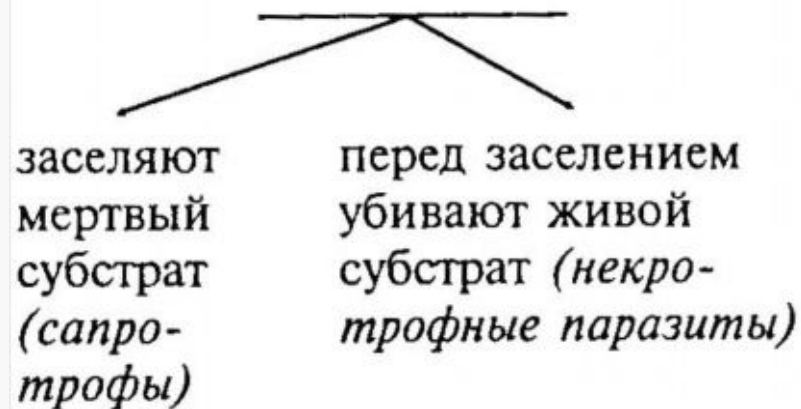 заселяют
мертвый
субстрат
(сапро-
трофы)
перед заселением
убивают живой
субстрат (некро-
трофные паразиты)